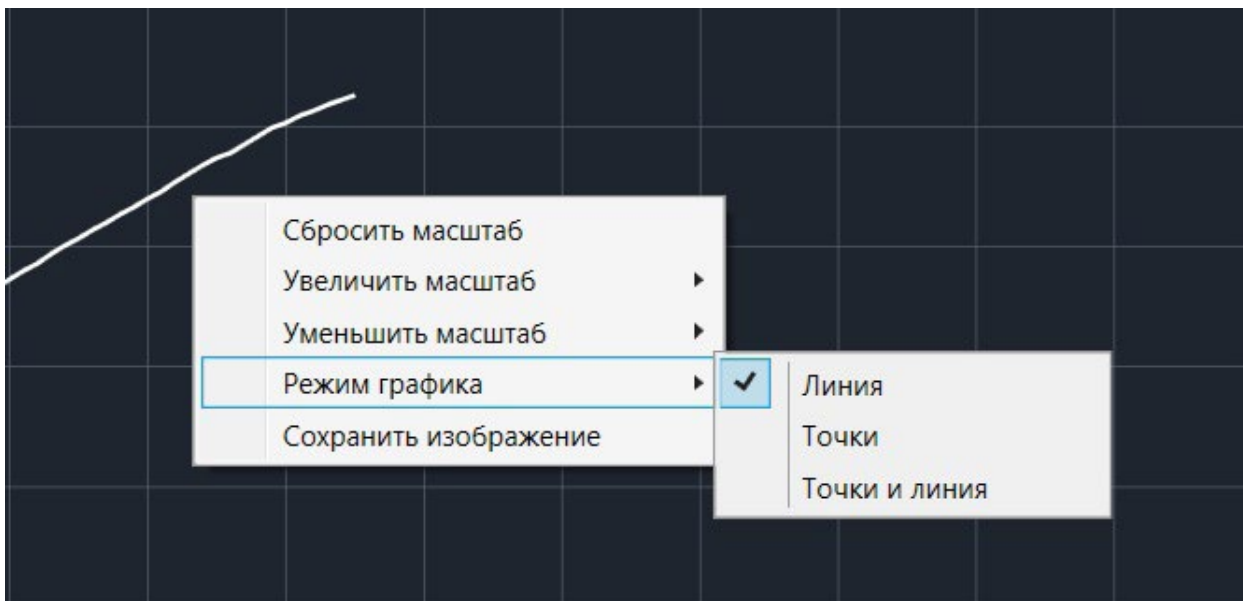 Сбросить масштаб
Увеличить масштаб
Уменьшить масштаб
Режим графика
Сохранить изображение
Линия
Точки
Точки и линия